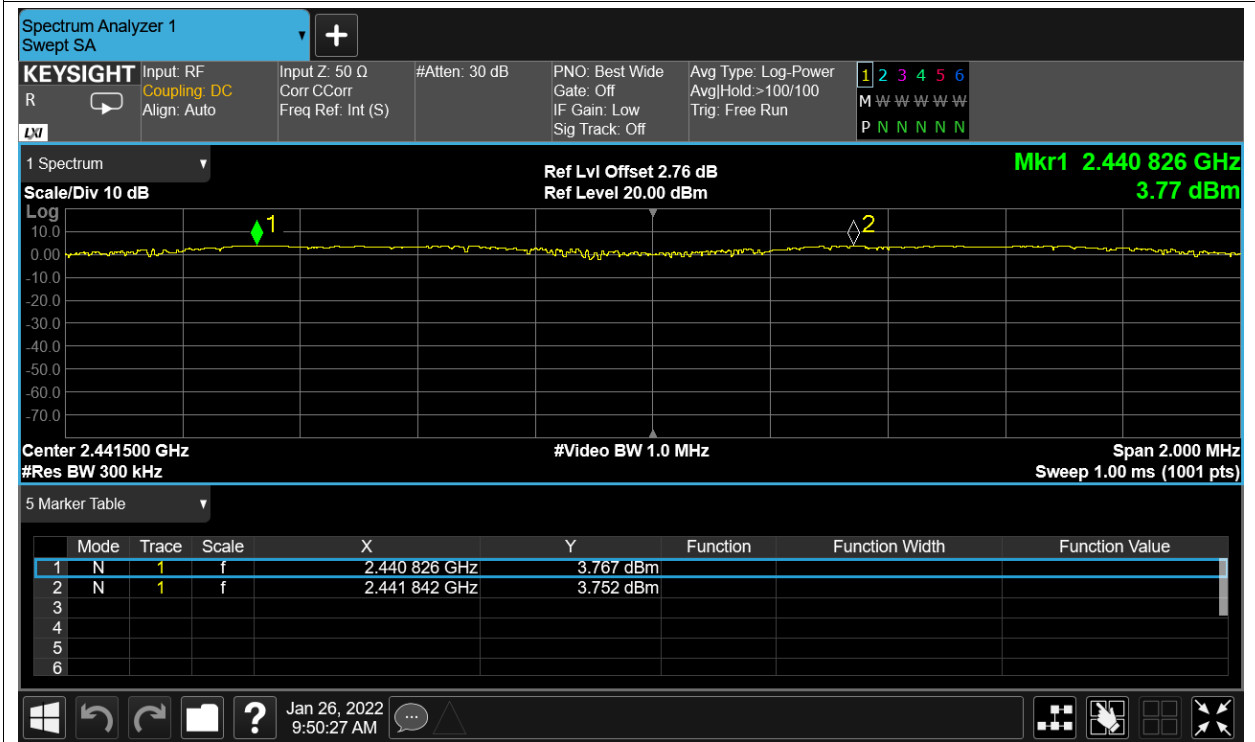 Spectrum Analyzer 1
Swept SA
+
KEYSIGHT
R
LXI
Input: RF
Coupling: DC
Align: Auto
Input Z: 50 Ω
Corr CCorr
Freq Ref: Int (S)
#Atten: 30 dB
PNO: Best Wide
Gate: Off
IF Gain: Low
Sig Track: Off
Avg Type: Log-Power
Avg|Hold:>100/100
Trig: Free Run
1 2 3 4 5 6
M W W W W W
P N N N N N
1 Spectrum
Scale/Div 10 dB
Ref Lvl Offset 2.76 dB
Ref Level 20.00 dBm
Mkr1 2.440 826 GHz
3.77 dBm
Log
10.0
0.00
-10.0
-20.0
-30.0
-40.0
-50.0
-60.0
-70.0
1
2
Center 2.441500 GHz
#Res BW 300 kHz
#Video BW 1.0 MHz
Span 2.000 MHz
Sweep 1.00 ms (1001 pts)
5 Marker Table
Mode Trace Scale X Y Function Function Width Function Value
1 N 1 f 2.440 826 GHz 3.767 dBm
2 N 1 f 2.441 842 GHz 3.752 dBm
3
4
5
6
?
Jan 26, 2022
9:50:27 AM